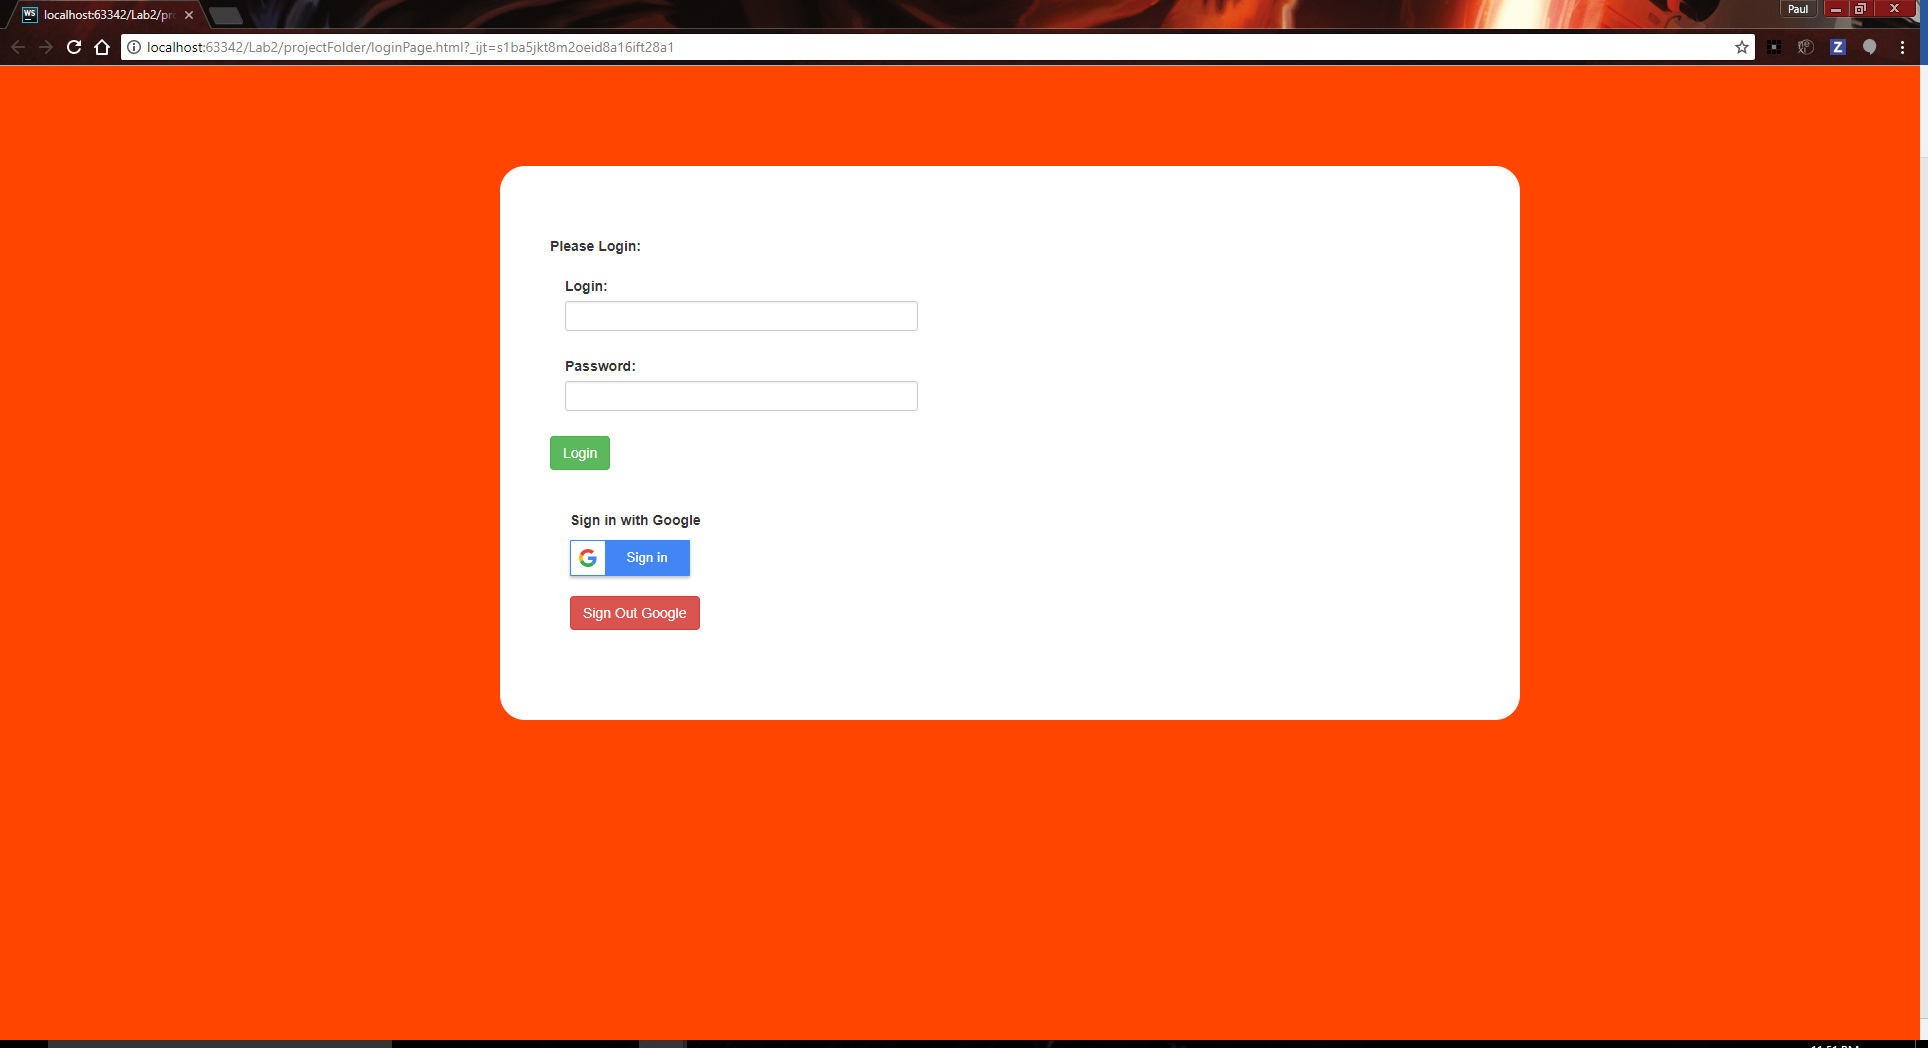 WS localhost:63342/Lab2/pr
Paul
localhost:63342/Lab2/projectFolder/loginPage.html?_ijt=s1ba5jkt8m2oeid8a16ift28a1
Z
Please Login:
Login:
Password:
Login
Sign in with Google
G Sign in
Sign Out Google